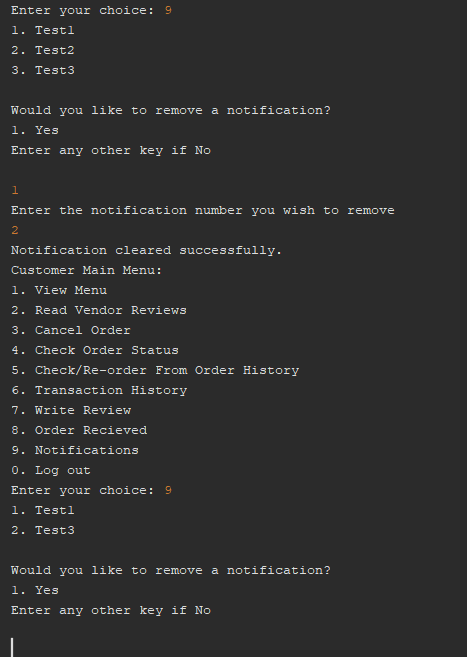 Enter your choice: 9
1. Test1
2. Test2
3. Test3
Would you like to remove a notification?
1. Yes
Enter any other key if No
1
Enter the notification number you wish to remove
2
Notification cleared successfully.
Customer Main Menu:
1. View Menu
2. Read Vendor Reviews
3. Cancel Order
4. Check Order Status
5. Check/Re-order From Order History
6. Transaction History
7. Write Review
8. Order Recieved
9. Notifications
0. Log out
Enter your choice: 9
1. Test1
2. Test3
Would you like to remove a notification?
1. Yes
Enter any other key if No